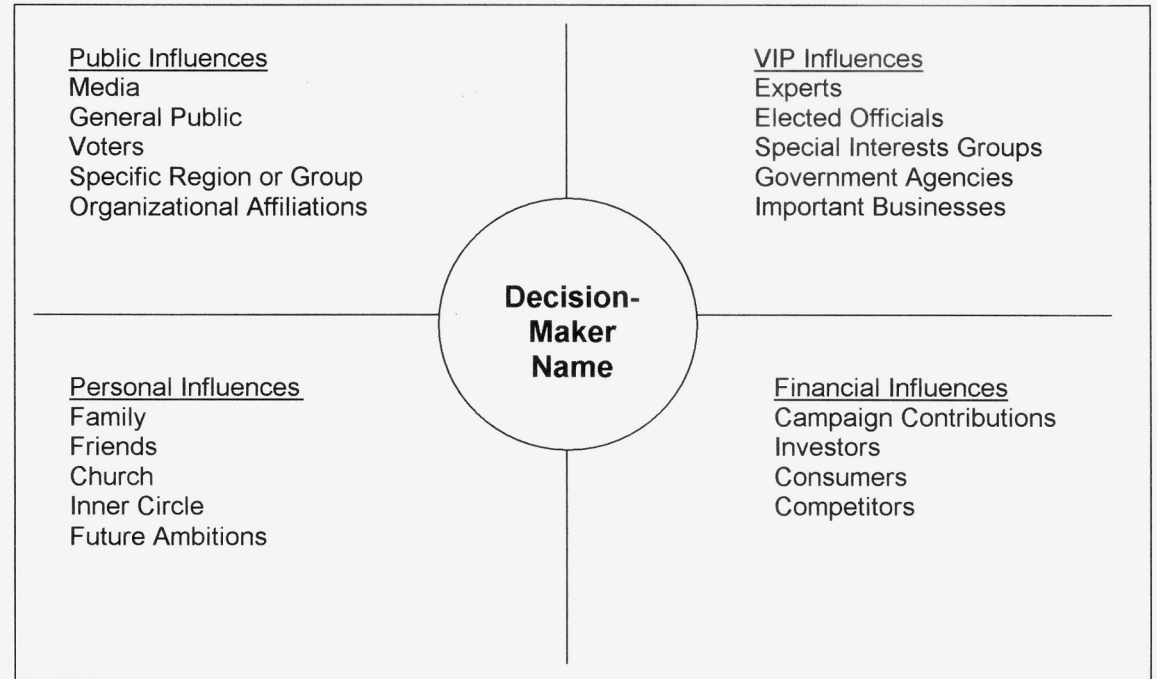 Public Influences
Media
General Public
Voters
Specific Region or Group
Organizational Affiliations
VIP Influences
Experts
Elected Officials
Special Interests Groups
Government Agencies
Important Businesses
Decision-
Maker
Name
Personal Influences
Family
Friends
Church
Inner Circle
Future Ambitions
Financial Influences
Campaign Contributions
Investors
Consumers
Competitors